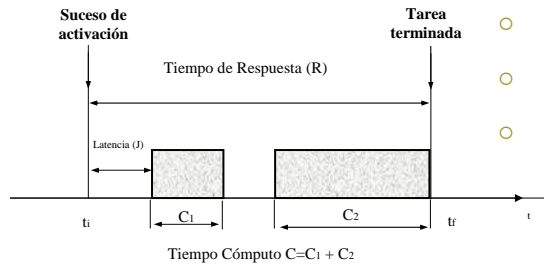 Suceso de
activación
Tarea
terminada
Tiempo de Respuesta (R)
Latencia (J)
C1
C2
ti
tf
t
Tiempo Cómputo C=C1 + C2